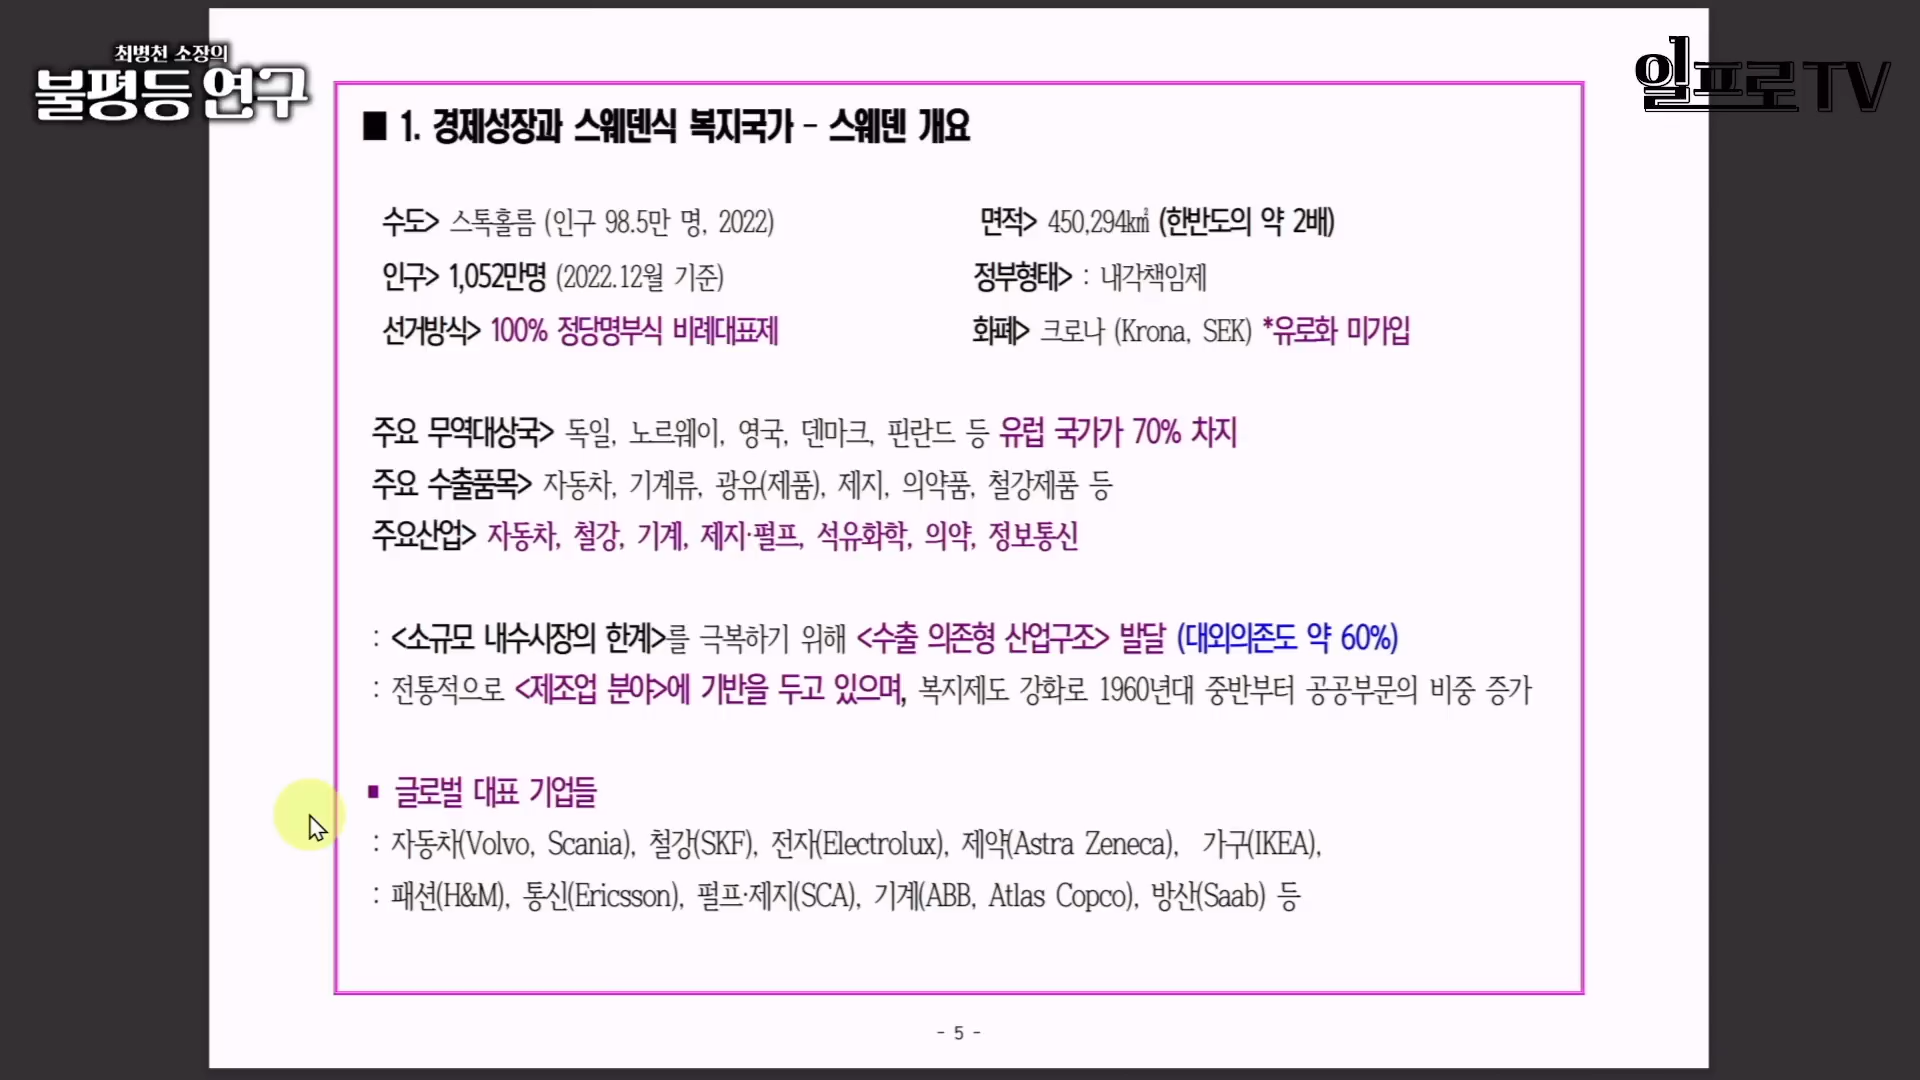 최병천 소장의
불평등 연구
일프로TV
■ 1. 경제성장과 스웨덴식 복지국가 - 스웨덴 개요
수도> 스톡홀름 (인구 98.5만 명, 2022)
면적> 450,294㎢ (한반도의 약 2배)
인구> 1,052만명 (2022.12월 기준)
정부형태> : 내각책임제
선거방식> 100% 정당명부식 비례대표제
화폐> 크로나 (Krona, SEK) *유로화 미가입
주요 무역대상국> 독일, 노르웨이, 영국, 덴마크, 핀란드 등 유럽 국가가 70% 차지
주요 수출품목> 자동차, 기계류, 광유(제품), 제지, 의약품, 철강제품 등
주요산업> 자동차, 철강, 기계, 제지·펄프, 석유화학, 의약, 정보통신
: <소규모 내수시장의 한계>를 극복하기 위해 <수출 의존형 산업구조> 발달 (대외의존도 약 60%)
: 전통적으로 <제조업 분야>에 기반을 두고 있으며, 복지제도 강화로 1960년대 중반부터 공공부문의 비중 증가
▪ 글로벌 대표 기업들
: 자동차(Volvo, Scania), 철강(SKF), 전자(Electrolux), 제약(Astra Zeneca), 가구(IKEA),
: 패션(H&M), 통신(Ericsson), 펄프·제지(SCA), 기계(ABB, Atlas Copco), 방산(Saab) 등
- 5 -